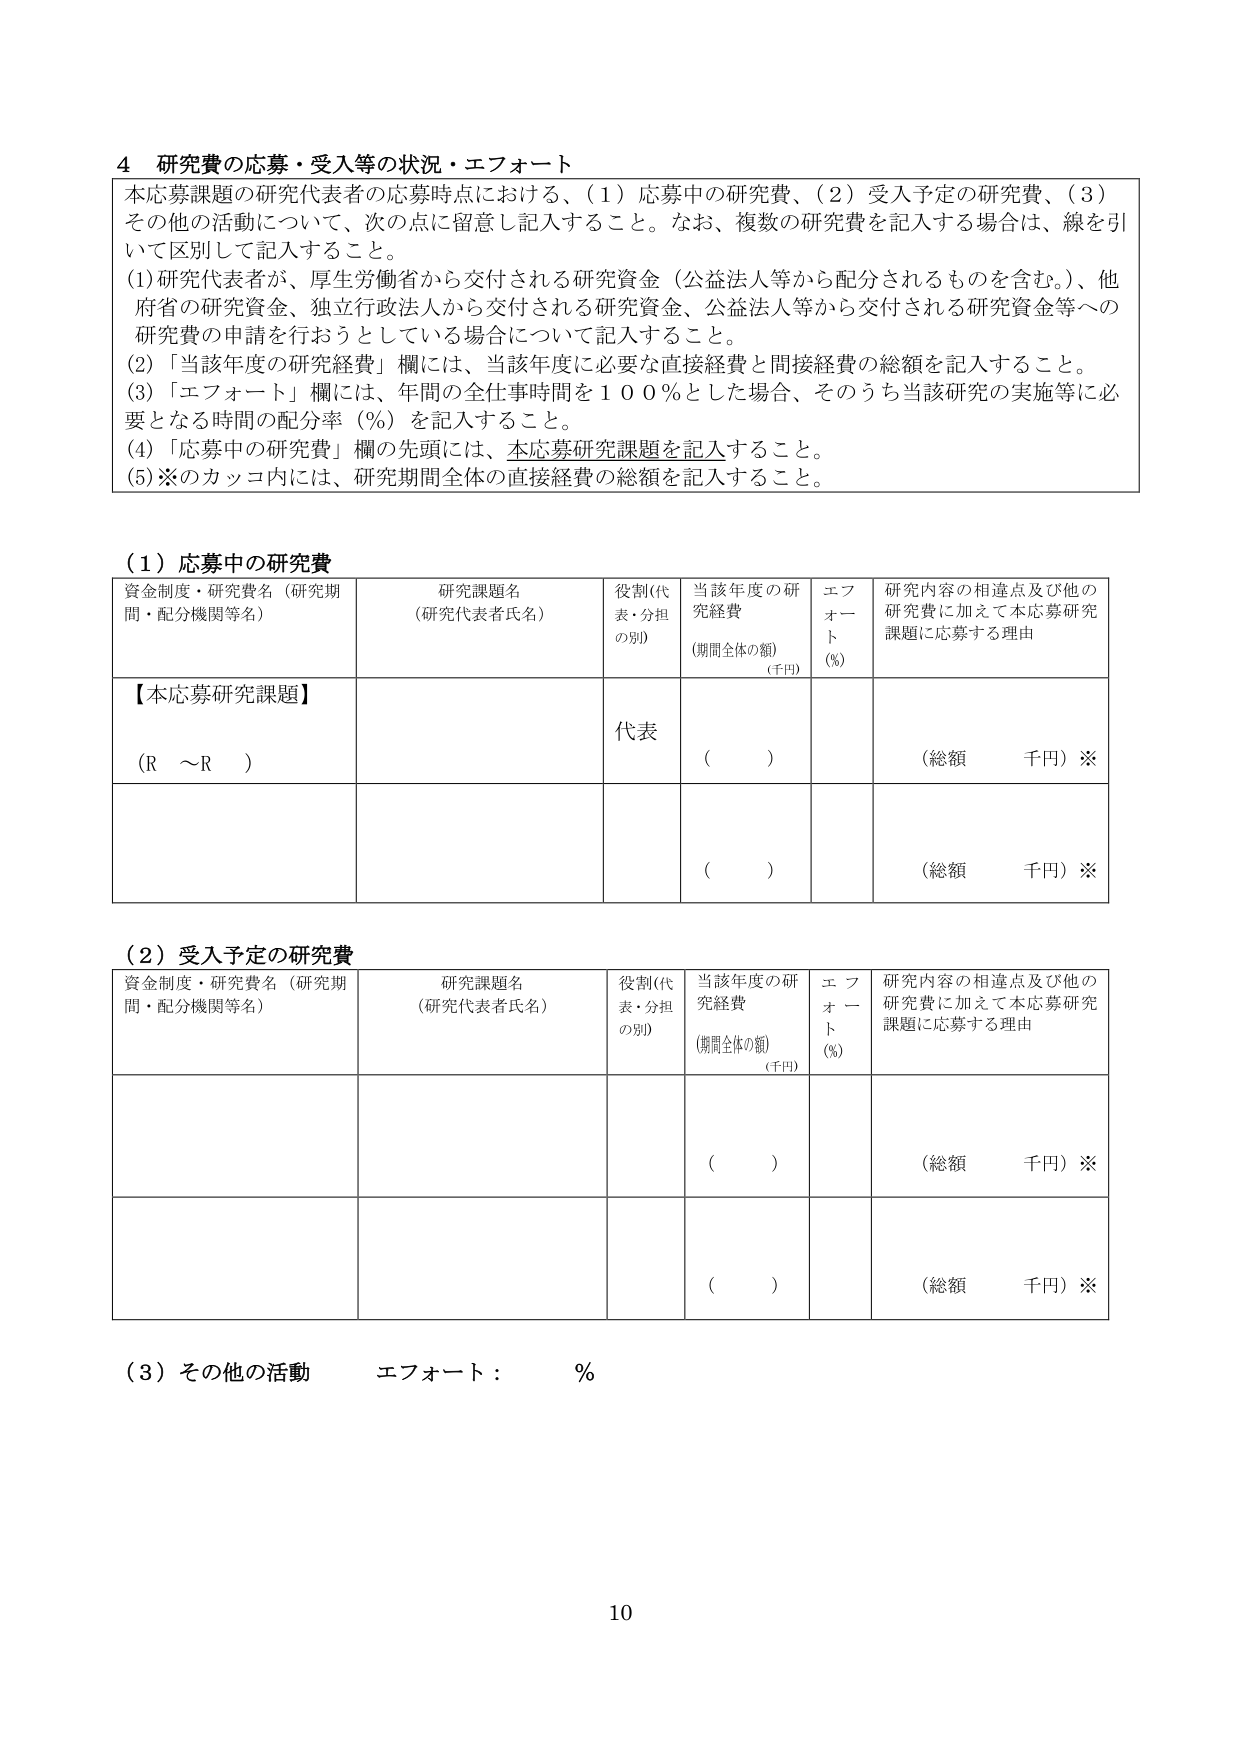 ４　研究費の応募・受入等の状況・エフォート
本応募課題の研究代表者の応募時点における、（１）応募中の研究費、（２）受入予定の研究費、（３）
その他の活動について、次の点に留意し記入すること。なお、複数の研究費を記入する場合は、線を引
いて区別して記入すること。
(1)研究代表者が、厚生労働省から交付される研究資金（公益法人等から配分されるものを含む。）、他
府省の研究資金、独立行政法人から交付される研究資金、公益法人等から交付される研究資金等への
研究費の申請を行おうとしている場合について記入すること。
(2)「当該年度の研究経費」欄には、当該年度に必要な直接経費と間接経費の総額を記入すること。
(3)「エフォート」欄には、年間の全仕事時間を１００％とした場合、そのうち当該研究の実施等に必
要となる時間の配分率（％）を記入すること。
(4)「応募中の研究費」欄の先頭には、本応募研究課題を記入すること。
(5)※のカッコ内には、研究期間全体の直接経費の総額を記入すること。
（１）応募中の研究費
資金制度・研究費名（研究期
間・配分機関等名）
研究課題名
（研究代表者氏名）
役割(代
表・分担
の別)
当該年度の研
究経費
(期間全体の額)
(千円)
エフ
ォー
ト
(%)
研究内容の相違点及び他の
研究費に加えて本応募研究
課題に応募する理由
【本応募研究課題】
（R　～R　　）
代表
(　　　)
（総額　　　千円）※
(　　　)
（総額　　　千円）※
（２）受入予定の研究費
資金制度・研究費名（研究期
間・配分機関等名）
研究課題名
（研究代表者氏名）
役割(代
表・分担
の別)
当該年度の研
究経費
(期間全体の額)
(千円)
エフ
ォー
ト
(%)
研究内容の相違点及び他の
研究費に加えて本応募研究
課題に応募する理由
(　　　)
（総額　　　千円）※
(　　　)
（総額　　　千円）※
（３）その他の活動　　　エフォート：　　　％
10